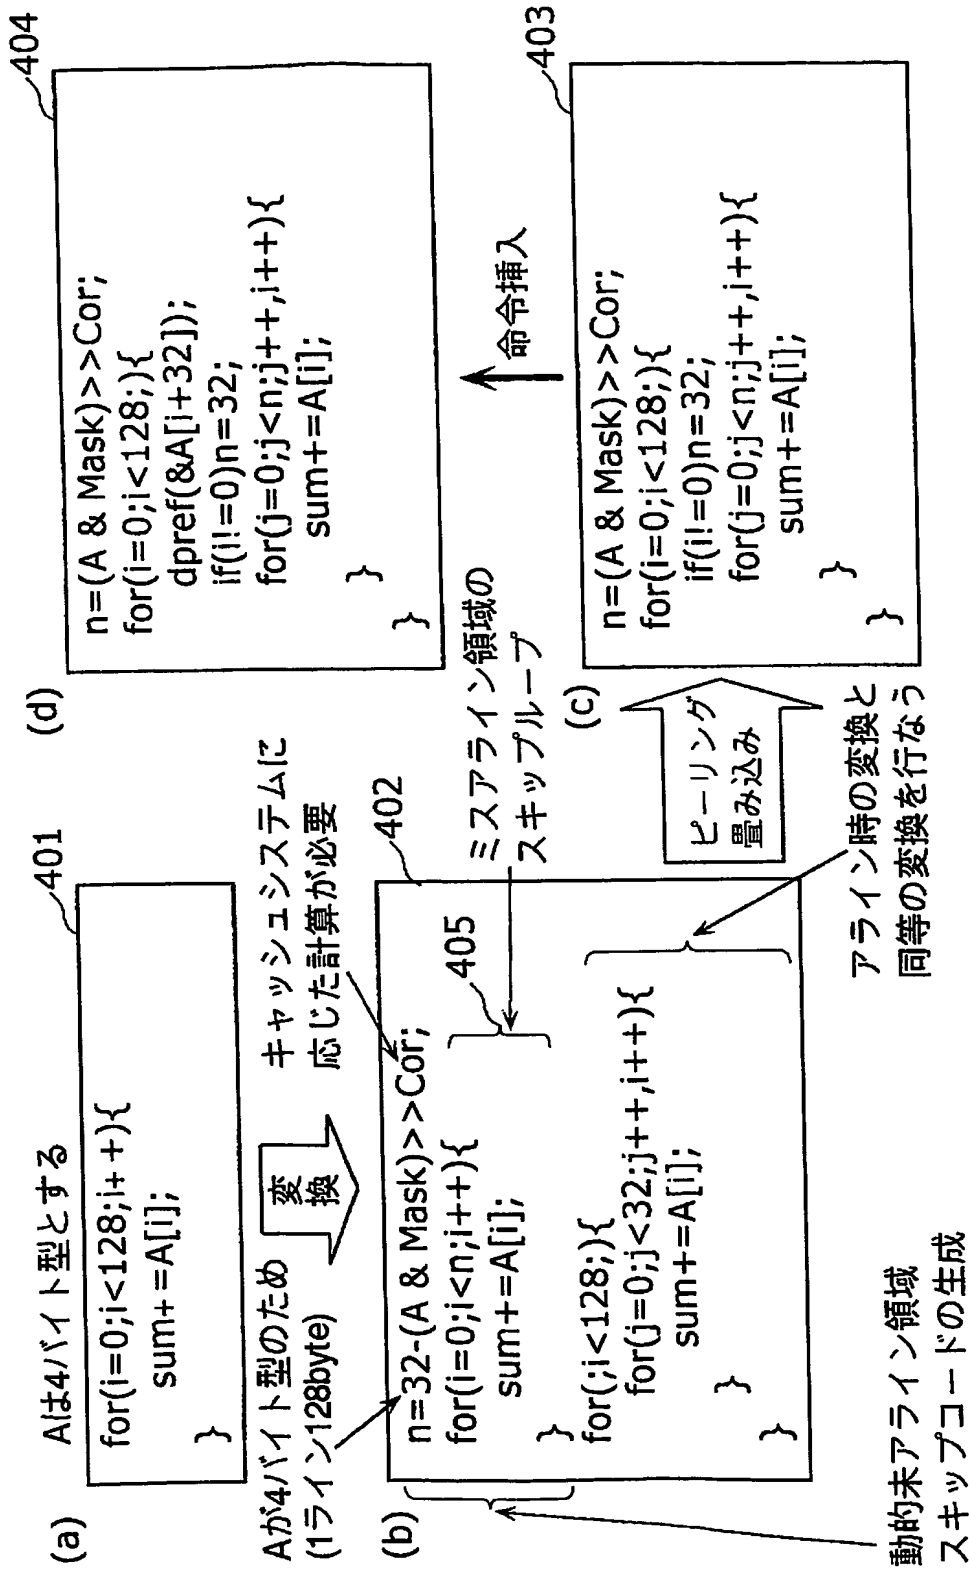 (a)
Aは4バイト型とする
401
for(i=0;i<128;i++){
sum+=A[i];
}
Aが4バイト型のため
(1ライン128byte)
変換
キャッシュシステムに
応じた計算が必要
(b)
402
n=32-(A & Mask)>>Cor;
for(i=0;i<n;i++){
sum+=A[i];
}
405
for(;i<128;){
for(j=0;j<32;j++,i++){
sum+=A[i];
}
}
ミスアライン領域の
スキップループ
動的未アライン領域
スキップコードの生成
アライン時の変換と
同等の変換を行なう
ピーリング
畳み込み
(c)
403
n=(A & Mask)>>Cor;
for(i=0;i<128;){
if(i!=0)n=32;
for(j=0;j<n;j++,i++){
sum+=A[i];
}
}
命令挿入
(d)
404
n=(A & Mask)>>Cor;
for(i=0;i<128;){
dpref(&A[i+32]);
if(i!=0)n=32;
for(j=0;j<n;j++,i++){
sum+=A[i];
}
}